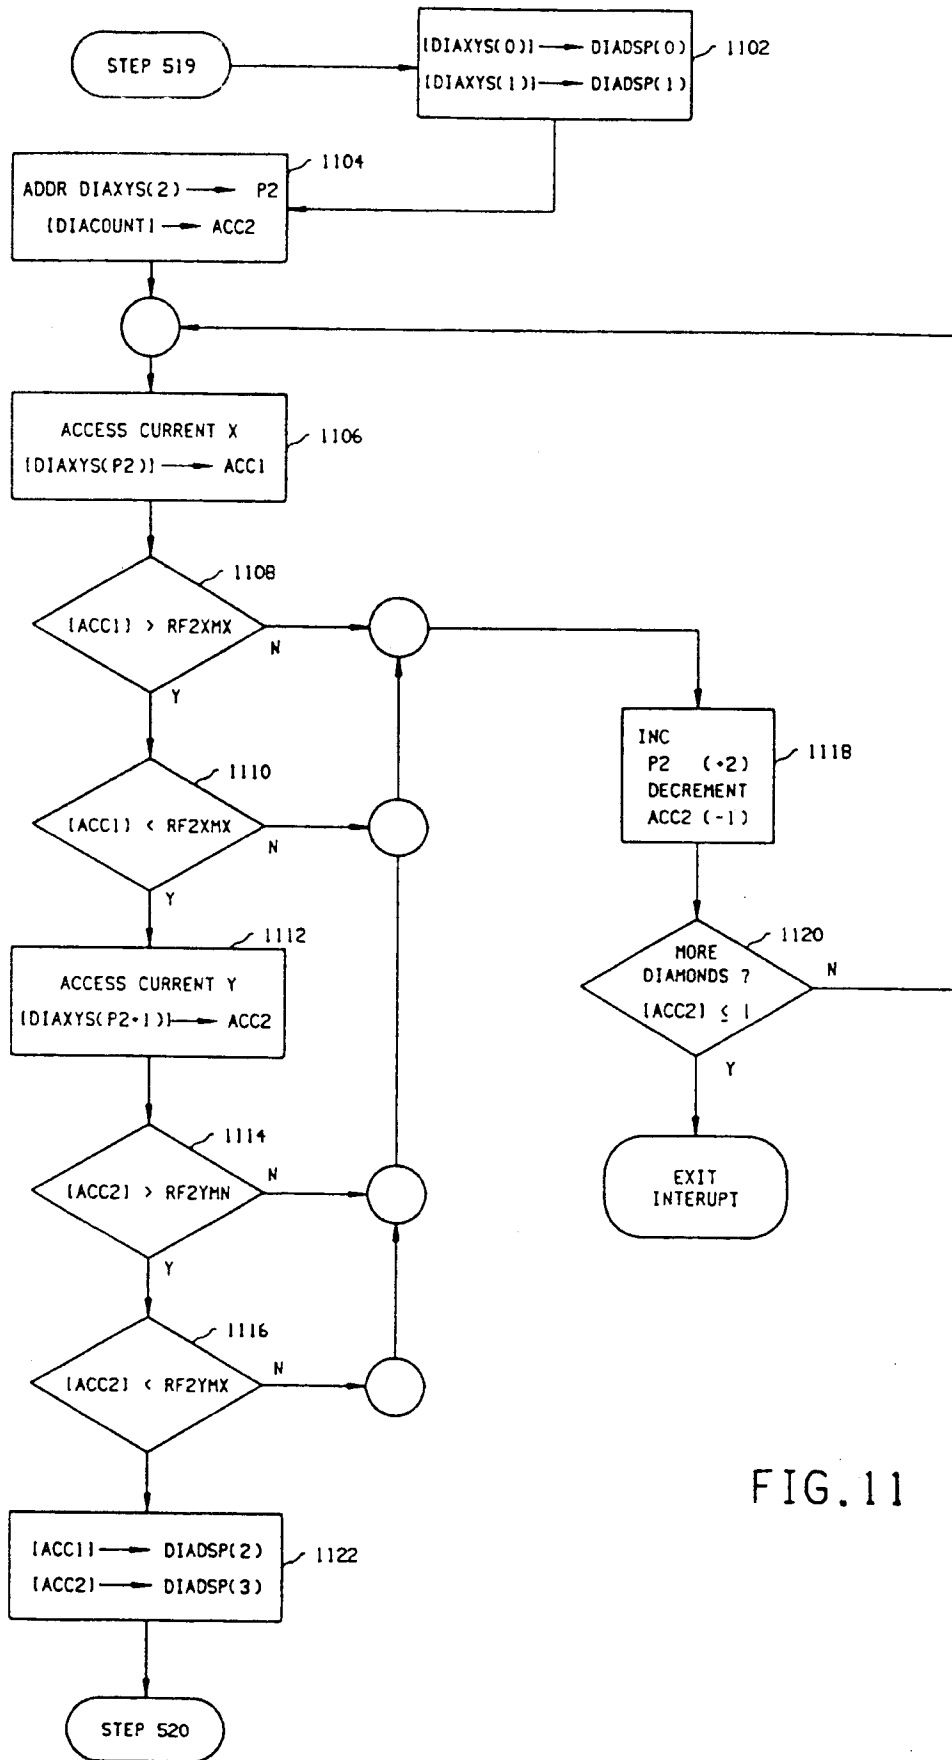 STEP 519
[DIAXYS(0)] → DIADSP(0)
[DIAXYS(1)] → DIADSP(1)
1102
1104
ADDR DIAXYS(2) → P2
[DIACOUNT] → ACC2
ACCESS CURRENT X
[DIAXYS(P2)] → ACC1
1106
1108
[ACC1] > RF2XMX
N
Y
1110
[ACC1] < RF2XMX
N
Y
1112
ACCESS CURRENT Y
[DIAXYS(P2+1)] → ACC2
1114
[ACC2] > RF2YMN
N
Y
1116
[ACC2] < RF2YMX
N
[ACC1] → DIADSP(2)
[ACC2] → DIADSP(3)
1122
STEP 520
INC
P2 (+2)
DECREMENT
ACC2 (-1)
1118
1120
MORE
DIAMONDS ?
[ACC2] ≤ 1
N
Y
EXIT
INTERUPT
FIG.11